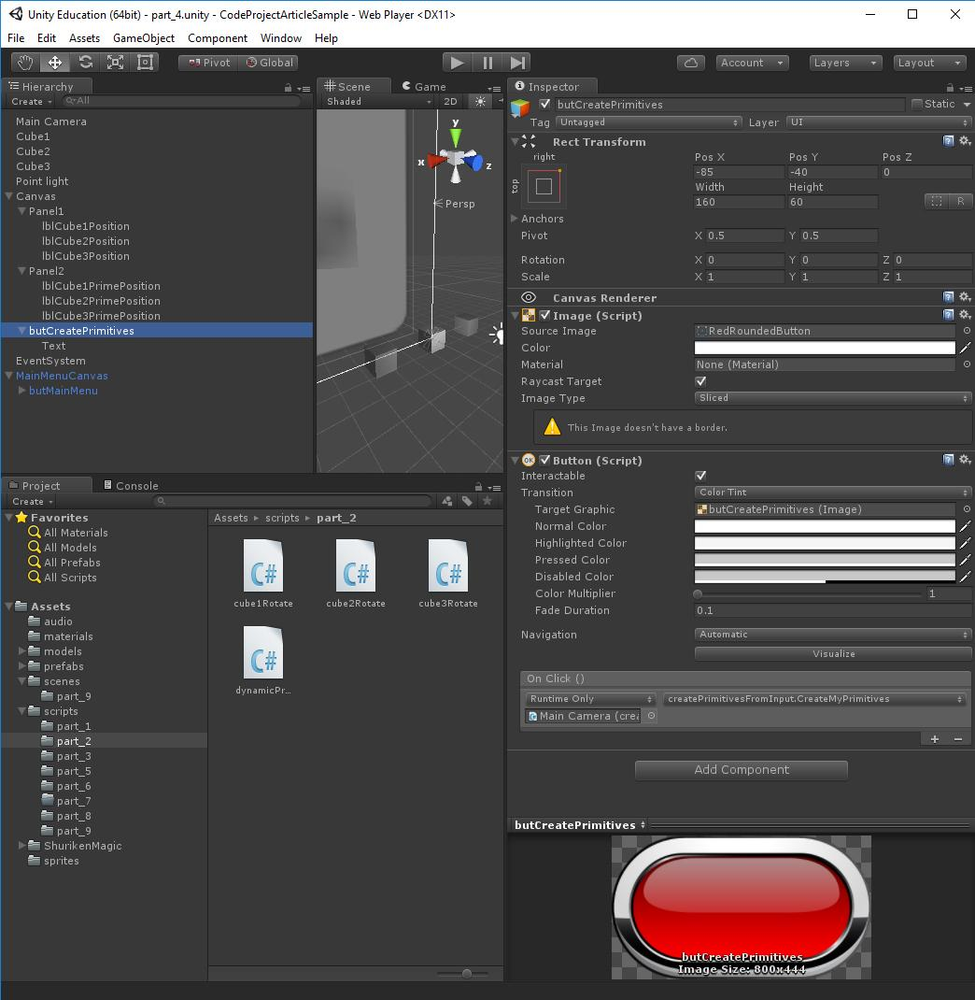 Unity Education (64bit) - part_4.unity - CodeProjectArticleSample - Web Player <DX11>
File Edit Assets GameObject Component Window Help
Pivot Global Account Layers Layout
Hierarchy
Create All
Main Camera
Cube1
Cube2
Cube3
Point light
Canvas
Panel1
lblCube1Position
lblCube2Position
lblCube3Position
Panel2
lblCube1PrimePosition
lblCube2PrimePosition
lblCube3PrimePosition
butCreatePrimitives
Text
EventSystem
MainMenuCanvas
butMainMenu
Scene Game
Shaded 2D
y
x z
Persp
Project Console
Create
Favorites
All Materials
All Models
All Prefabs
All Scripts
Assets
audio
materials
models
prefabs
scenes
part_9
scripts
part_1
part_2
part_3
part_5
part_6
part_7
part_8
part_9
ShurikenMagic
sprites
Assets scripts part_2
C# C# C#
cube1Rotate cube2Rotate cube3Rotate
C#
dynamicPr...
Inspector
butCreatePrimitives Static
Tag Untagged Layer UI
Rect Transform
right
top
Pos X Pos Y Pos Z
-85 -40 0
Width Height
160 60 R
Anchors
Pivot X 0.5 Y 0.5
Rotation X 0 Y 0 Z 0
Scale X 1 Y 1 Z 1
Canvas Renderer
Image (Script)
Source Image RedRoundedButton
Color
Material None (Material)
Raycast Target
Image Type Sliced
This Image doesn't have a border.
OK Button (Script)
Interactable
Transition Color Tint
Target Graphic butCreatePrimitives (Image)
Normal Color
Highlighted Color
Pressed Color
Disabled Color
Color Multiplier 1
Fade Duration 0.1
Navigation Automatic
Visualize
On Click ()
Runtime Only createPrimitivesFromInput.CreateMyPrimitives
Main Camera (crea
Add Component
butCreatePrimitives
butCreatePrimitives
Image Size: 800x444